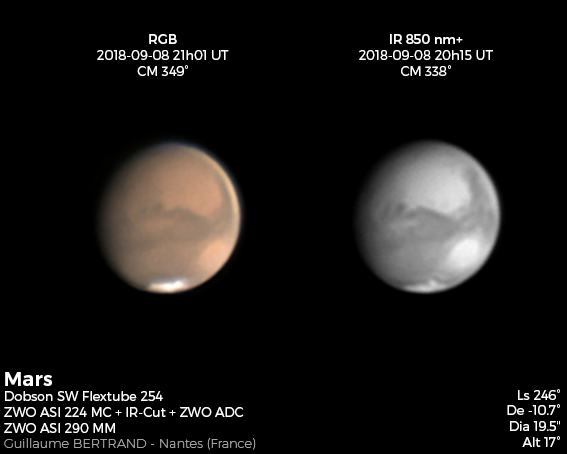 RGB
2018-09-08 21h01 UT
CM 349°
IR 850 nm+
2018-09-08 20h15 UT
CM 338°
Mars
Dobson SW Flextube 254
ZWO ASI 224 MC + IR-Cut + ZWO ADC
ZWO ASI 290 MM
Guillaume BERTRAND - Nantes (France)
Ls 246°
De -10.7°
Dia 19.5"
Alt 17°